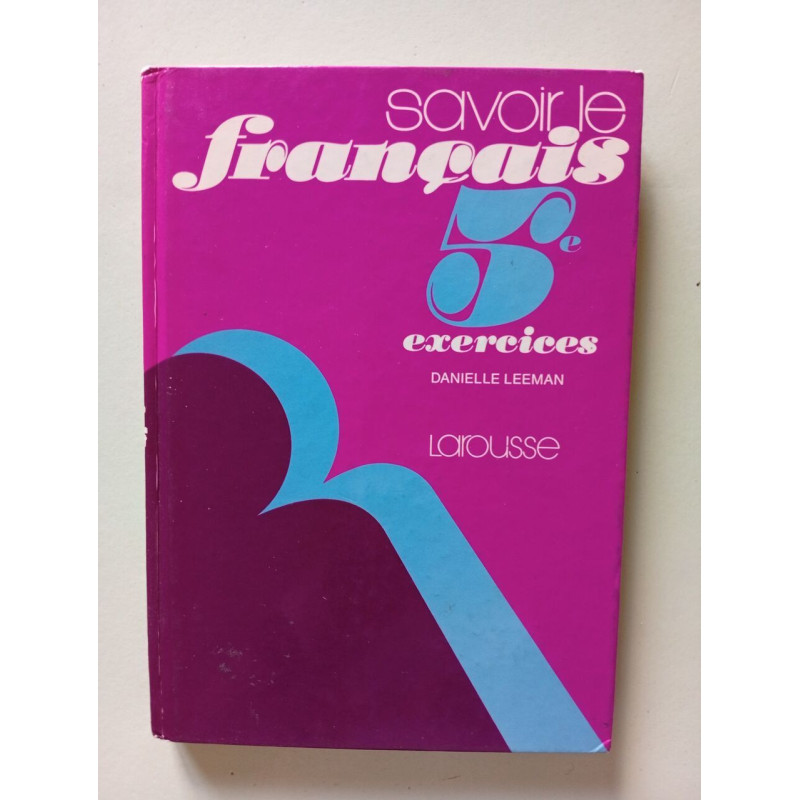 savoir le
français
5e
exercices
DANIELLE LEEMAN
Larousse